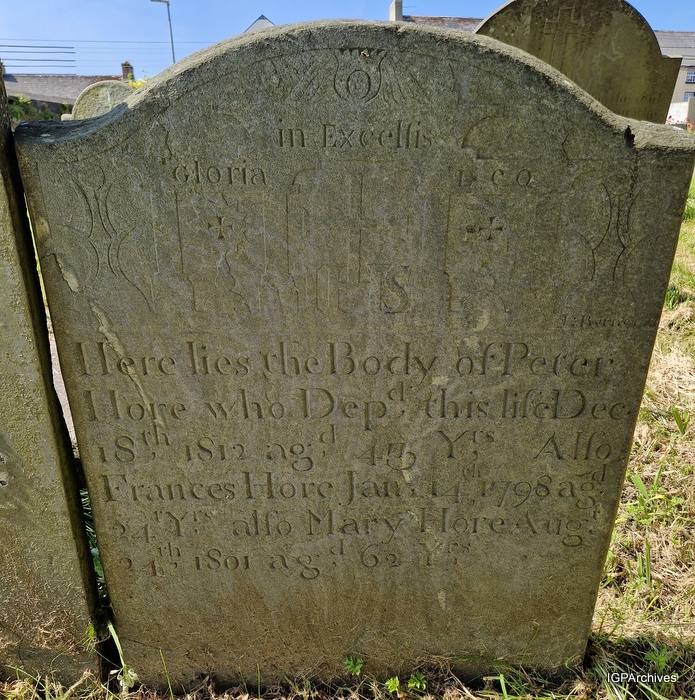 in Excelsis
Gloria Deo
IHS
Here lies the Body of Peter
Hore who Depd. this life Dec.
18th, 1812 agd. 45 Yrs, Also
Frances Hore Jany. 14th, 1798 agd.
24 Yrs, also Mary Hore Augt.
24th, 1801 agd. 62 Yrs,
IGPArchives